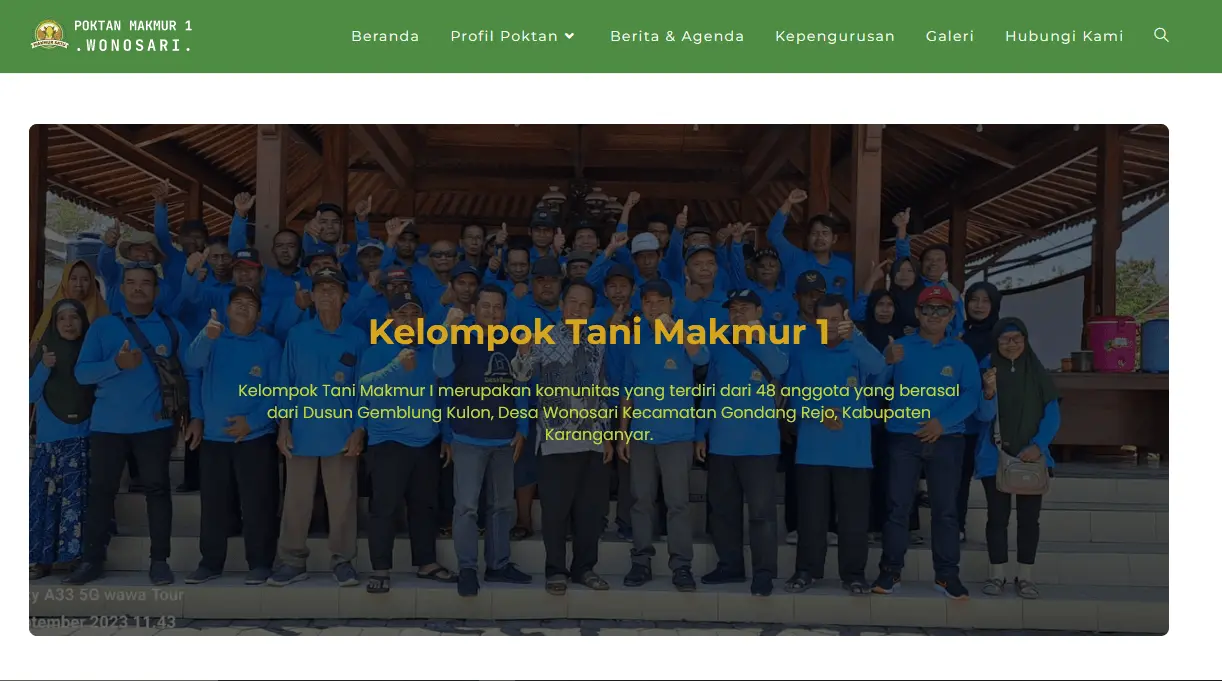 POKTAN MAKMUR 1
.WONOSARI.
Beranda
Profil Poktan
Berita & Agenda
Kepengurusan
Galeri
Hubungi Kami
Kelompok Tani Makmur 1
Kelompok Tani Makmur I merupakan komunitas yang terdiri dari 48 anggota yang berasal
dari Dusun Gemblung Kulon, Desa Wonosari Kecamatan Gondang Rejo, Kabupaten
Karanganyar.
xy A33 5G wawa Tour
tember 2023 11.43